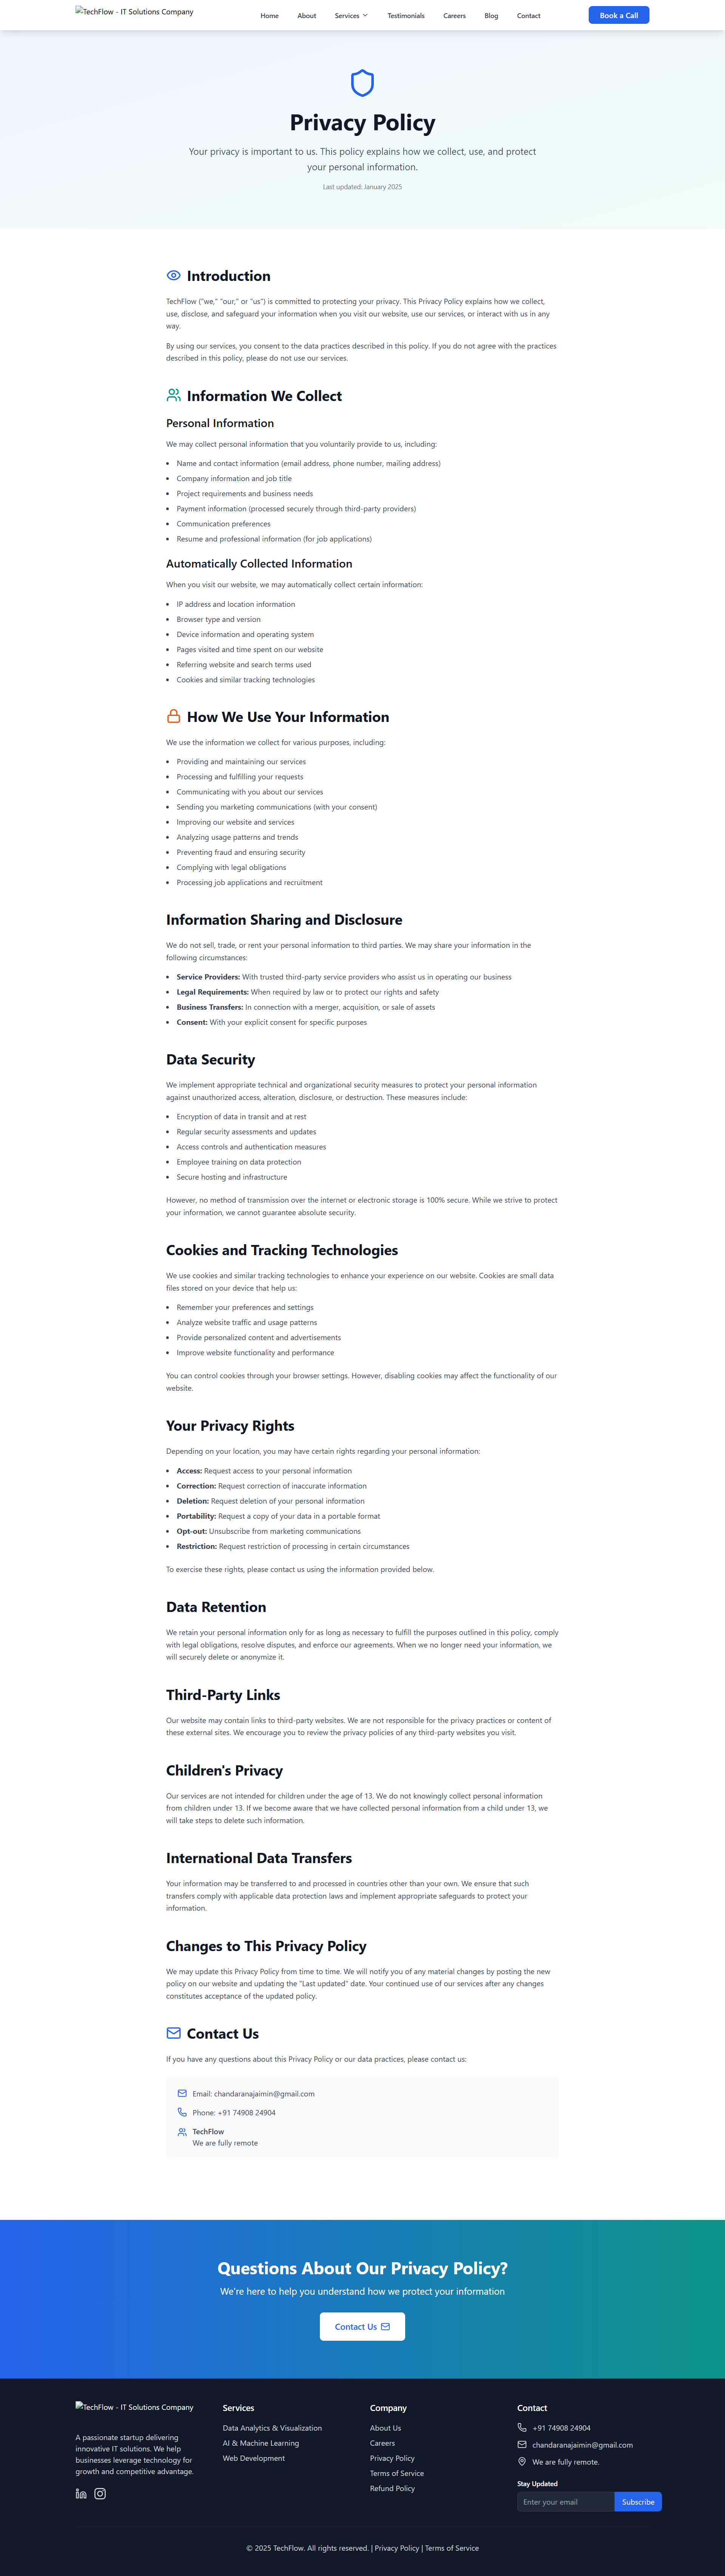 TechFlow - IT Solutions Company
Home
About
Services
Testimonials
Careers
Blog
Contact
Book a Call
Privacy Policy
Your privacy is important to us. This policy explains how we collect, use, and protect
your personal information.
Last updated: January 2025
Introduction
TechFlow ("we," "our," or "us") is committed to protecting your privacy. This Privacy Policy explains how we collect,
use, disclose, and safeguard your information when you visit our website, use our services, or interact with us in any
way.
By using our services, you consent to the data practices described in this policy. If you do not agree with the practices
described in this policy, please do not use our services.
Information We Collect
Personal Information
We may collect personal information that you voluntarily provide to us, including:
• Name and contact information (email address, phone number, mailing address)
• Company information and job title
• Project requirements and business needs
• Payment information (processed securely through third-party providers)
• Communication preferences
• Resume and professional information (for job applications)
Automatically Collected Information
When you visit our website, we may automatically collect certain information:
• IP address and location information
• Browser type and version
• Device information and operating system
• Pages visited and time spent on our website
• Referring website and search terms used
• Cookies and similar tracking technologies
How We Use Your Information
We use the information we collect for various purposes, including:
• Providing and maintaining our services
• Processing and fulfilling your requests
• Communicating with you about our services
• Sending you marketing communications (with your consent)
• Improving our website and services
• Analyzing usage patterns and trends
• Preventing fraud and ensuring security
• Complying with legal obligations
• Processing job applications and recruitment
Information Sharing and Disclosure
We do not sell, trade, or rent your personal information to third parties. We may share your information in the
following circumstances:
• Service Providers: With trusted third-party service providers who assist us in operating our business
• Legal Requirements: When required by law or to protect our rights and safety
• Business Transfers: In connection with a merger, acquisition, or sale of assets
• Consent: With your explicit consent for specific purposes
Data Security
We implement appropriate technical and organizational security measures to protect your personal information
against unauthorized access, alteration, disclosure, or destruction. These measures include:
• Encryption of data in transit and at rest
• Regular security assessments and updates
• Access controls and authentication measures
• Employee training on data protection
• Secure hosting and infrastructure
However, no method of transmission over the internet or electronic storage is 100% secure. While we strive to protect
your information, we cannot guarantee absolute security.
Cookies and Tracking Technologies
We use cookies and similar tracking technologies to enhance your experience on our website. Cookies are small data
files stored on your device that help us:
• Remember your preferences and settings
• Analyze website traffic and usage patterns
• Provide personalized content and advertisements
• Improve website functionality and performance
You can control cookies through your browser settings. However, disabling cookies may affect the functionality of our
website.
Your Privacy Rights
Depending on your location, you may have certain rights regarding your personal information:
• Access: Request access to your personal information
• Correction: Request correction of inaccurate information
• Deletion: Request deletion of your personal information
• Portability: Request a copy of your data in a portable format
• Opt-out: Unsubscribe from marketing communications
• Restriction: Request restriction of processing in certain circumstances
To exercise these rights, please contact us using the information provided below.
Data Retention
We retain your personal information only for as long as necessary to fulfill the purposes outlined in this policy, comply
with legal obligations, resolve disputes, and enforce our agreements. When we no longer need your information, we
will securely delete or anonymize it.
Third-Party Links
Our website may contain links to third-party websites. We are not responsible for the privacy practices or content of
these external sites. We encourage you to review the privacy policies of any third-party websites you visit.
Children's Privacy
Our services are not intended for children under the age of 13. We do not knowingly collect personal information
from children under 13. If we become aware that we have collected personal information from a child under 13, we
will take steps to delete such information.
International Data Transfers
Your information may be transferred to and processed in countries other than your own. We ensure that such
transfers comply with applicable data protection laws and implement appropriate safeguards to protect your
information.
Changes to This Privacy Policy
We may update this Privacy Policy from time to time. We will notify you of any material changes by posting the new
policy on our website and updating the "Last updated" date. Your continued use of our services after any changes
constitutes acceptance of the updated policy.
Contact Us
If you have any questions about this Privacy Policy or our data practices, please contact us:
Email: chandaranajaimin@gmail.com
Phone: +91 74908 24904
TechFlow
We are fully remote
Questions About Our Privacy Policy?
We're here to help you understand how we protect your information
Contact Us
TechFlow - IT Solutions Company
A passionate startup delivering
innovative IT solutions. We help
businesses leverage technology for
growth and competitive advantage.
Services
Data Analytics & Visualization
AI & Machine Learning
Web Development
Company
About Us
Careers
Privacy Policy
Terms of Service
Refund Policy
Contact
+91 74908 24904
chandaranajaimin@gmail.com
We are fully remote.
Stay Updated
Enter your email
Subscribe
© 2025 TechFlow. All rights reserved. | Privacy Policy | Terms of Service